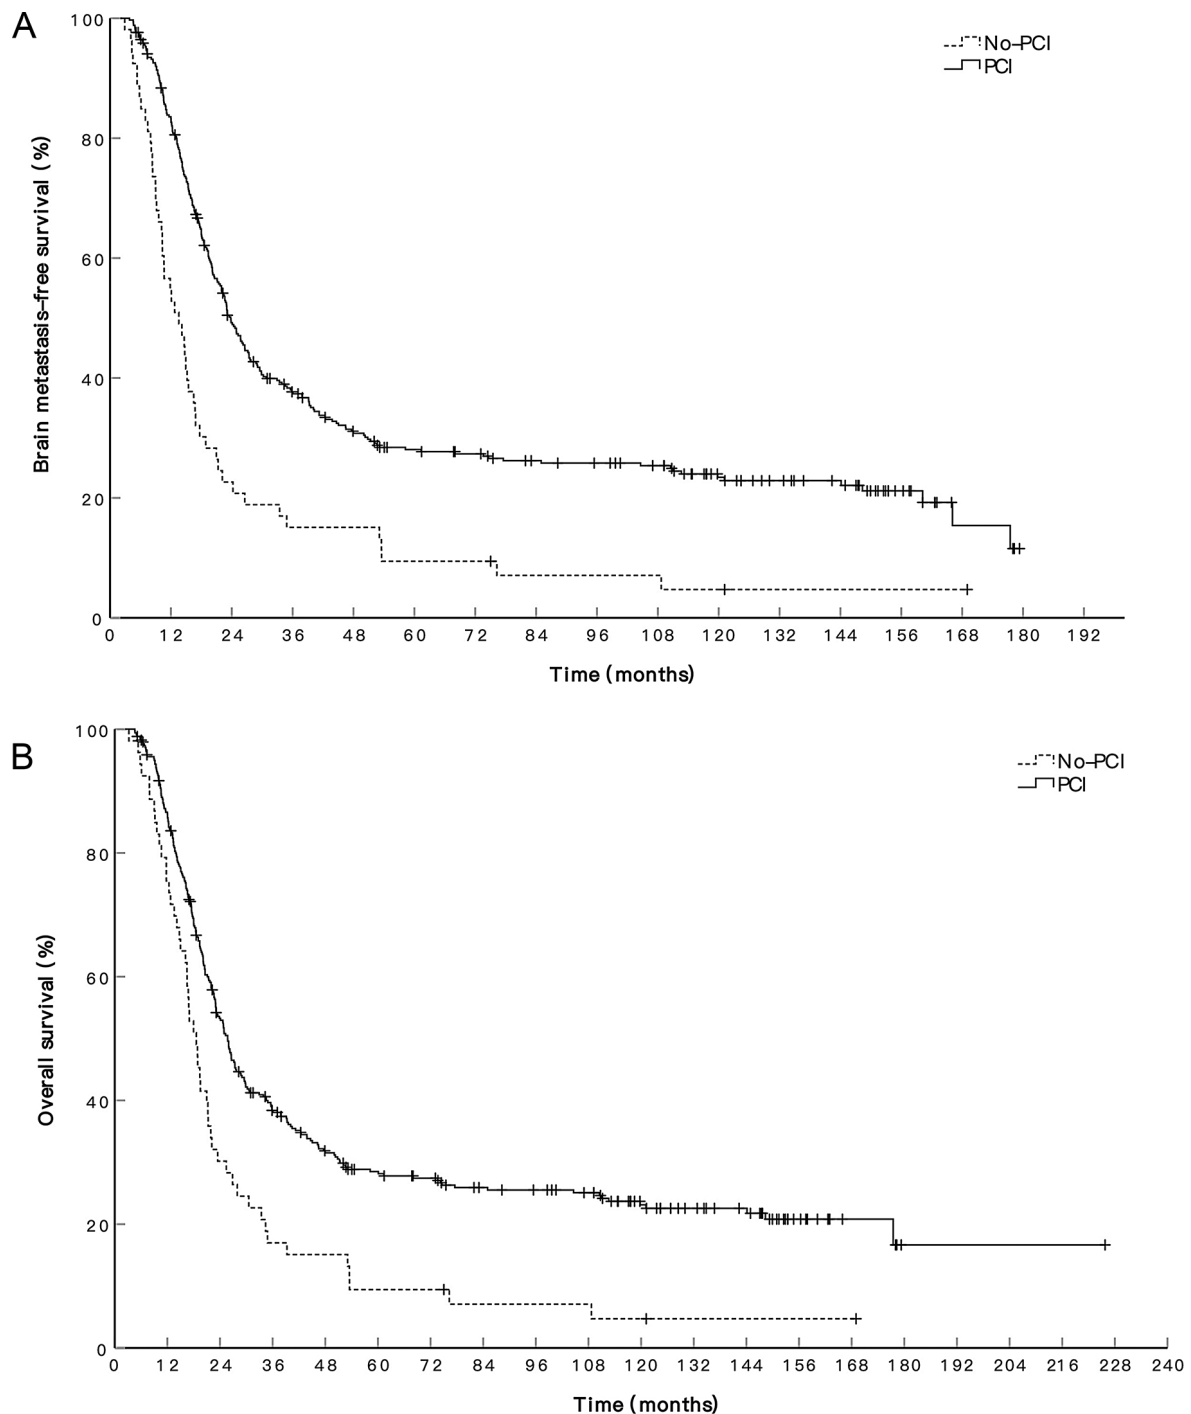 A
100
80
60
40
20
0
Brain metastasis–free survival (%)
No–PCI
PCI
0 12 24 36 48 60 72 84 96 108 120 132 144 156 168 180 192
Time (months)
B
100
80
60
40
20
0
Overall survival (%)
No–PCI
PCI
0 12 24 36 48 60 72 84 96 108 120 132 144 156 168 180 192 204 216 228 240
Time (months)